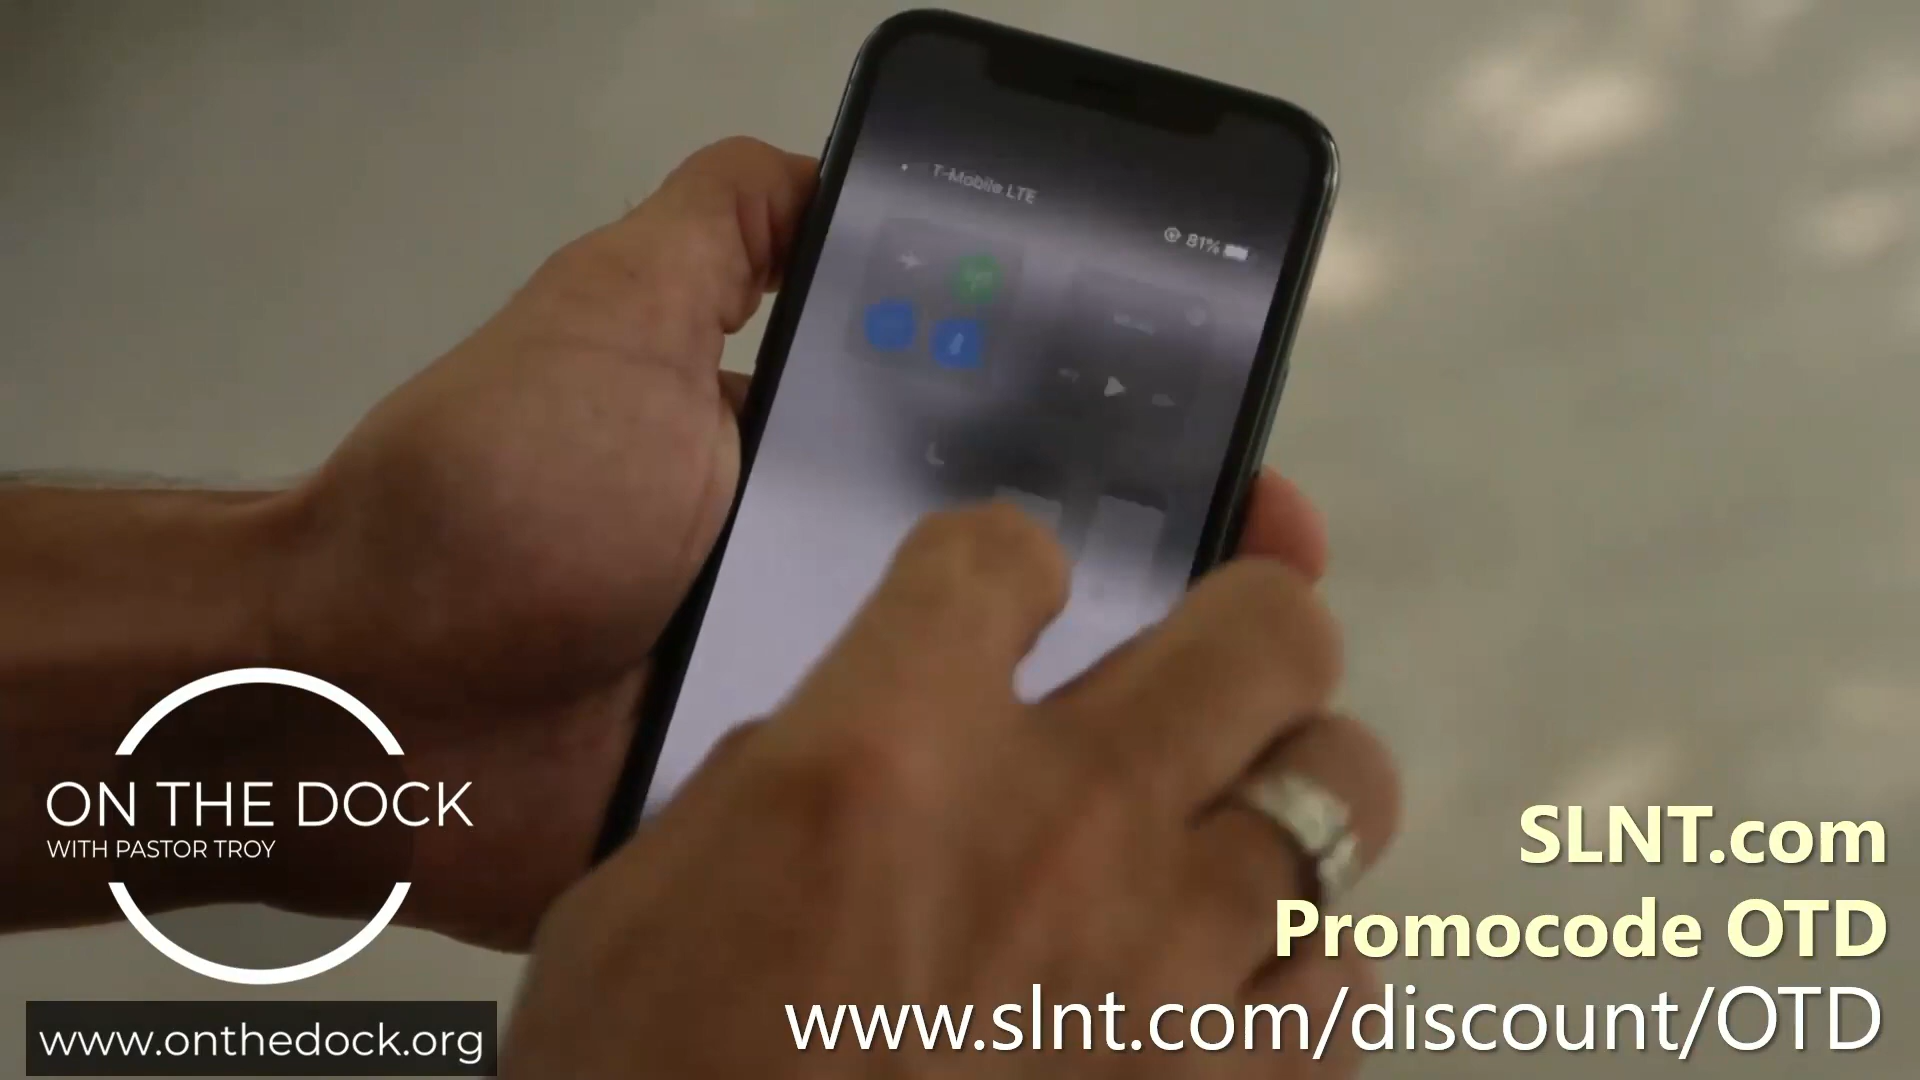 T-Mobile LTE
81%
ON THE DOCK
WITH PASTOR TROY
www.onthedock.org
SLNT.com
Promocode OTD
www.slnt.com/discount/OTD